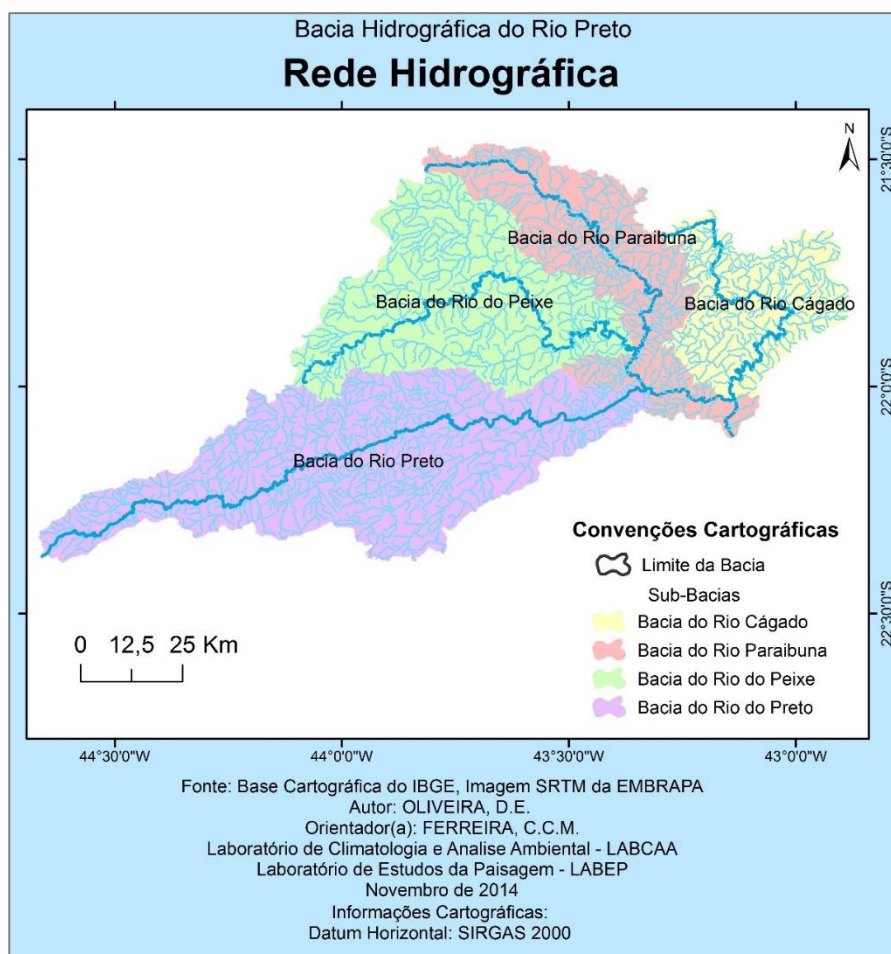 Bacia Hidrográfica do Rio Preto
Rede Hidrográfica
N
21°30'0"S
22°0'0"S
22°30'0"S
Bacia do Rio Paraibuna
Bacia do Rio do Peixe
Bacia do Rio Cágado
Bacia do Rio Preto
Convenções Cartográficas
Limite da Bacia
Sub-Bacias
Bacia do Rio Cágado
Bacia do Rio Paraibuna
Bacia do Rio do Peixe
Bacia do Rio do Preto
0 12,5 25 Km
44°30'0"W 44°0'0"W 43°30'0"W 43°0'0"W
Fonte: Base Cartográfica do IBGE, Imagem SRTM da EMBRAPA
Autor: OLIVEIRA, D.E.
Orientador(a): FERREIRA, C.C.M.
Laboratório de Climatologia e Analise Ambiental - LABCAA
Laboratório de Estudos da Paisagem - LABEP
Novembro de 2014
Informações Cartográficas:
Datum Horizontal: SIRGAS 2000